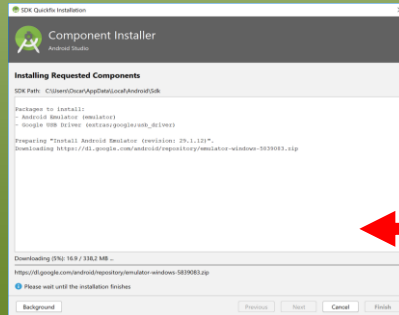 SDK Quickfix Installation
Component Installer
Android Studio
Installing Requested Components
SDK Path: C:\Users\Oscar\AppData\Local\Android\Sdk
Packages to install:
- Android Emulator (emulator)
- Google USB Driver (extras;google;usb_driver)
Preparing "Install Android Emulator (revision: 29.1.12)".
Downloading https://dl.google.com/android/repository/emulator-windows-5839083.zip
Downloading (5%): 16.9 / 338,2 MB ...
https://dl.google.com/android/repository/emulator-windows-5839083.zip
Please wait until the installation finishes
Background
Previous
Next
Cancel
Finish